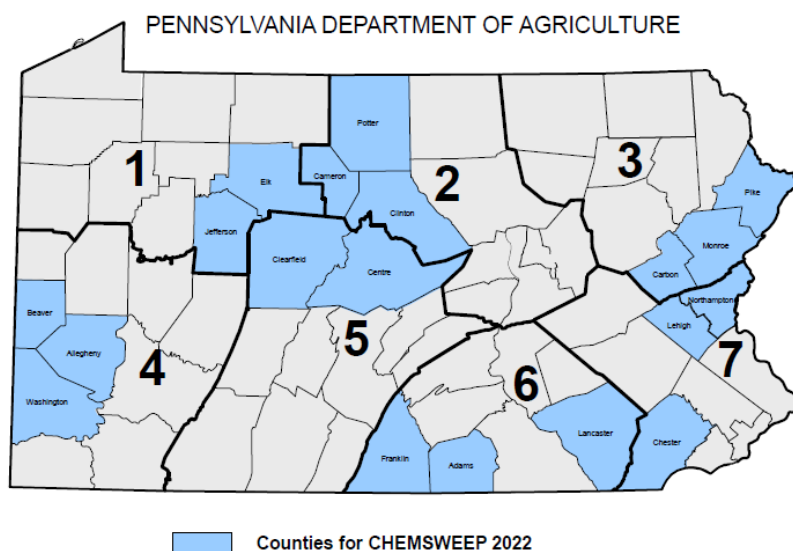 PENNSYLVANIA DEPARTMENT OF AGRICULTURE
Potter
1
3
Elk
Cameron
2
Pike
Clinton
Jefferson
Monroe
Clearfield
Centre
Carbon
Northampton
Beaver
Lehigh
Allegheny
5
7
4
6
Washington
Lancaster
Chester
Franklin
Adams
Counties for CHEMSWEEP 2022